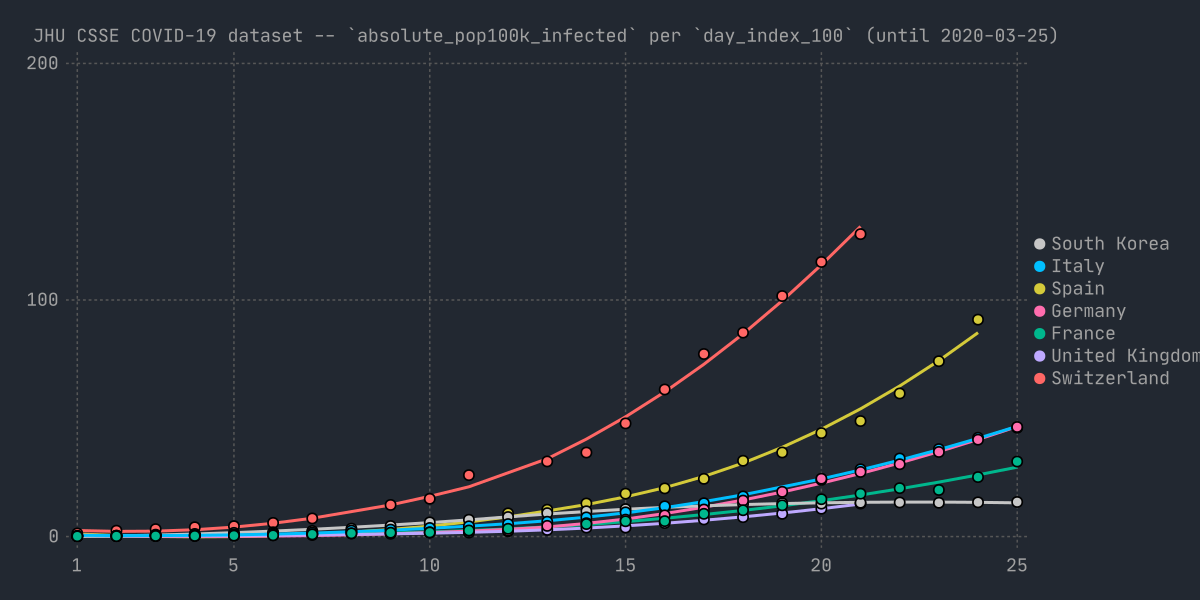 JHU CSSE COVID-19 dataset -- `absolute_pop100k_infected` per `day_index_100` (until 2020-03-25)
200
100
0
1 5 10 15 20 25
South Korea
Italy
Spain
Germany
France
United Kingdom
Switzerland